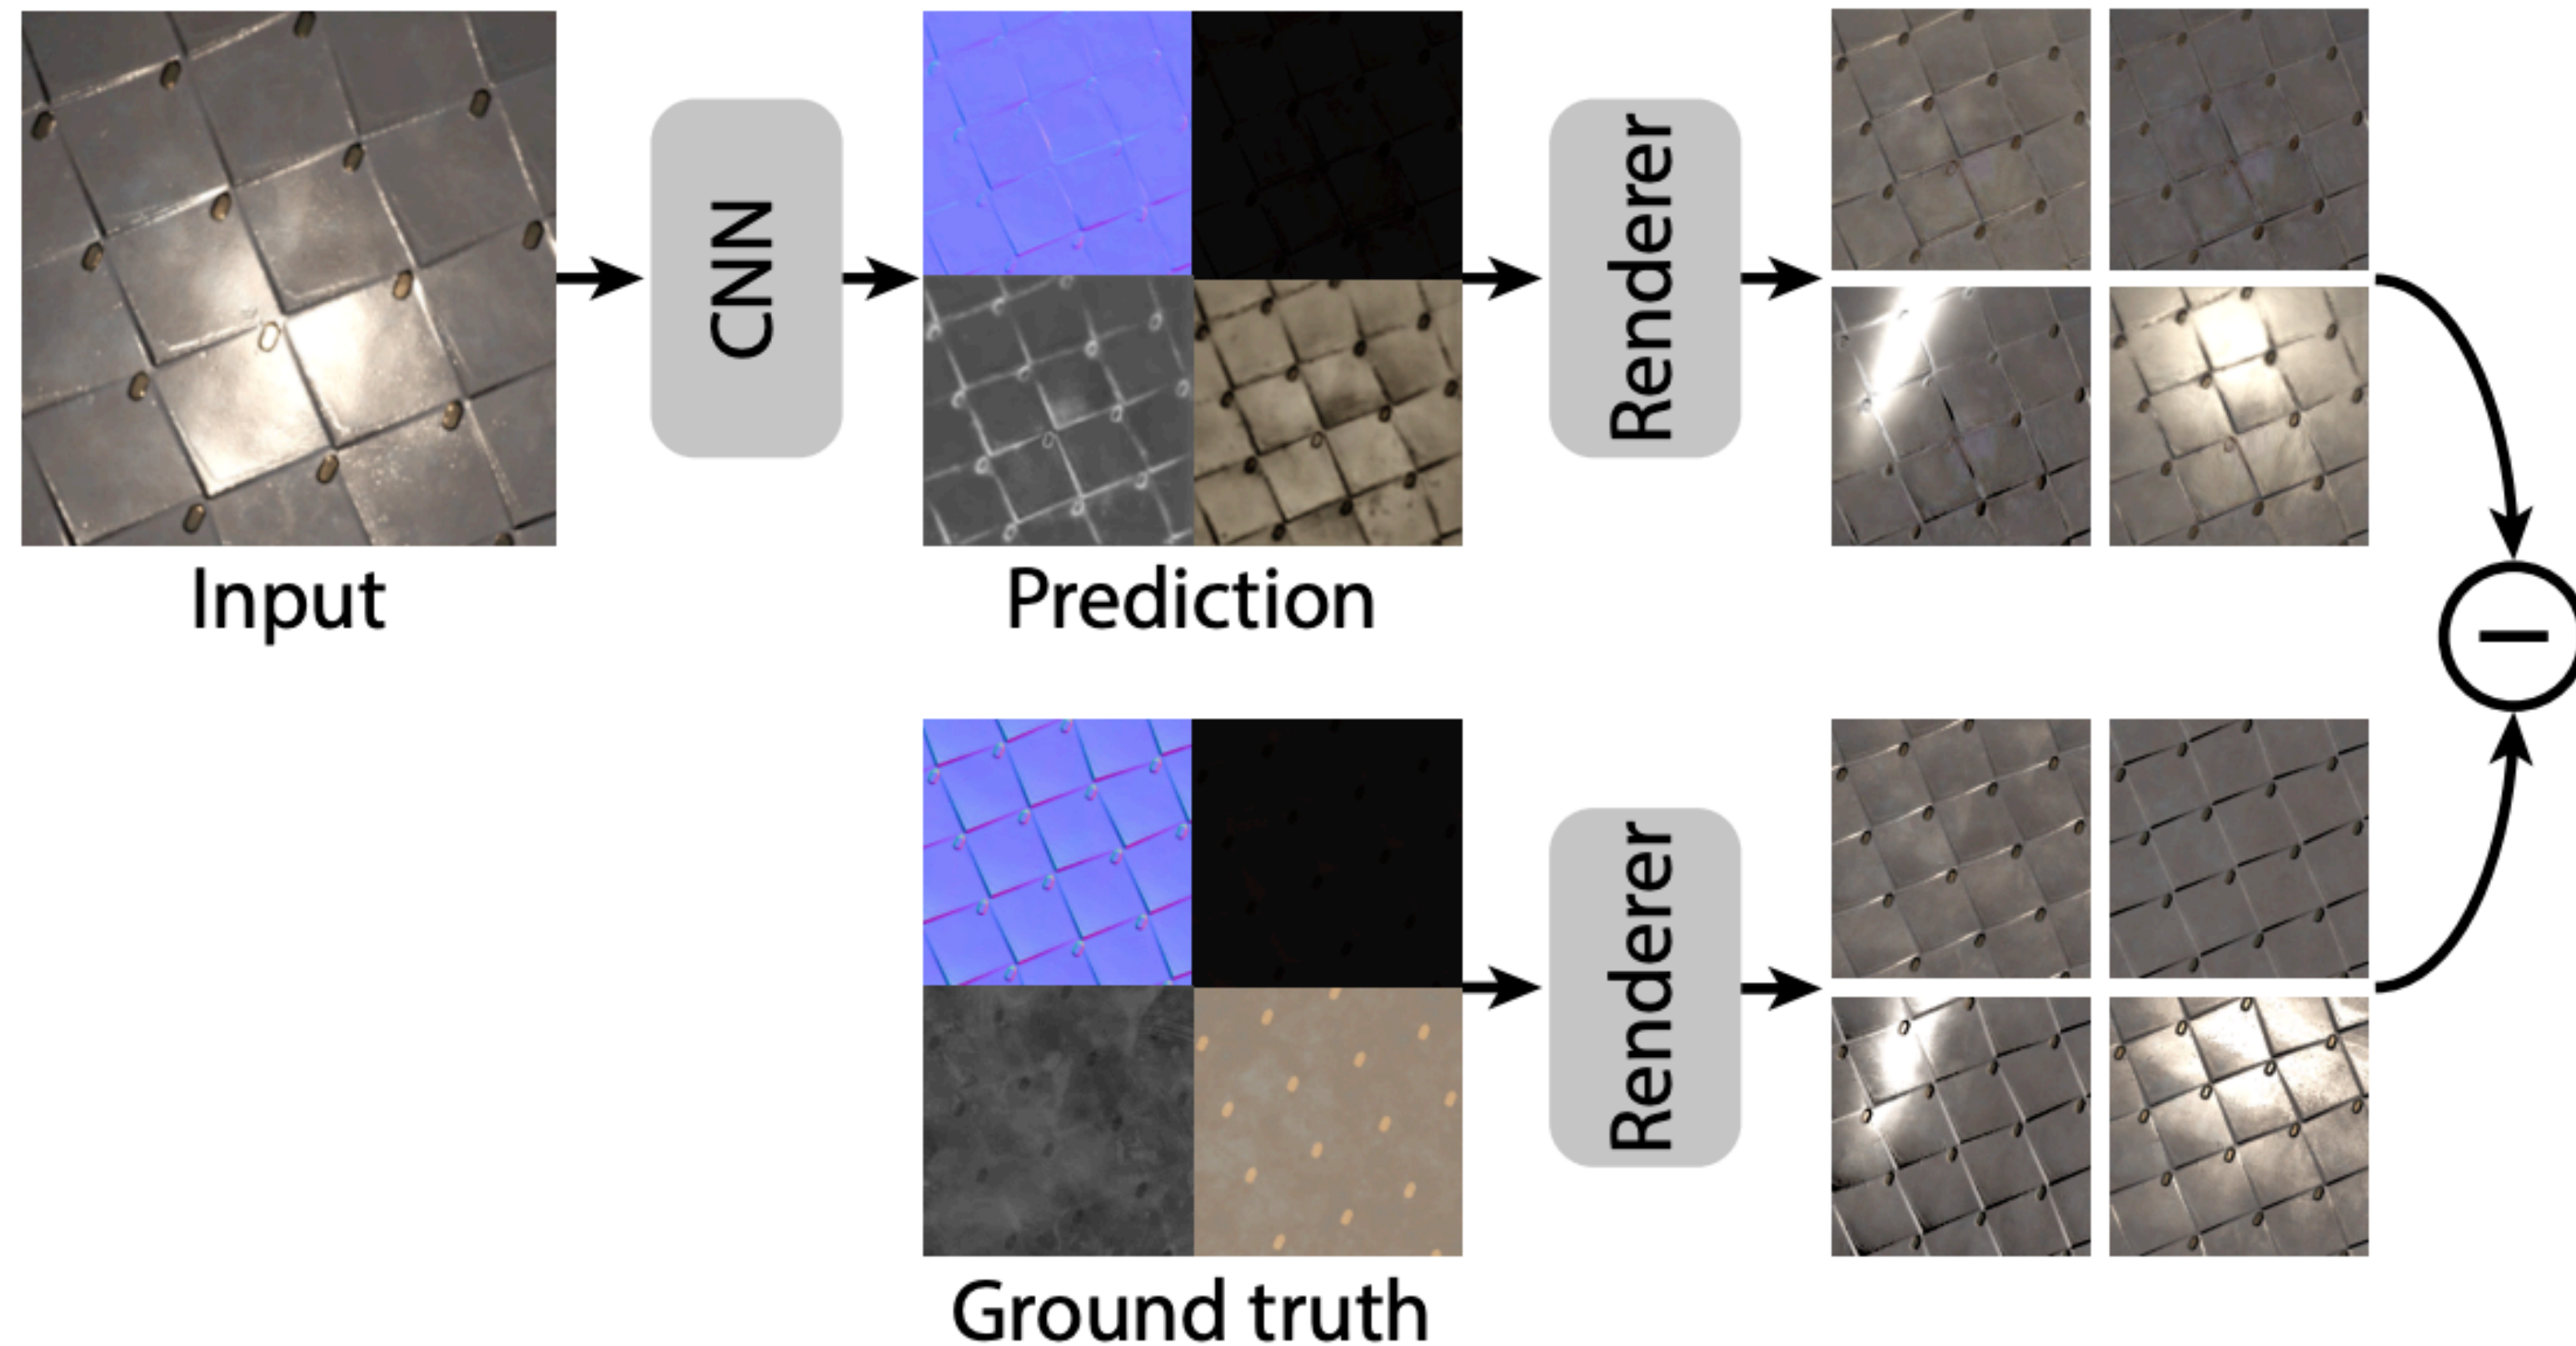 CNN
Renderer
Input
Prediction
Renderer
Ground truth